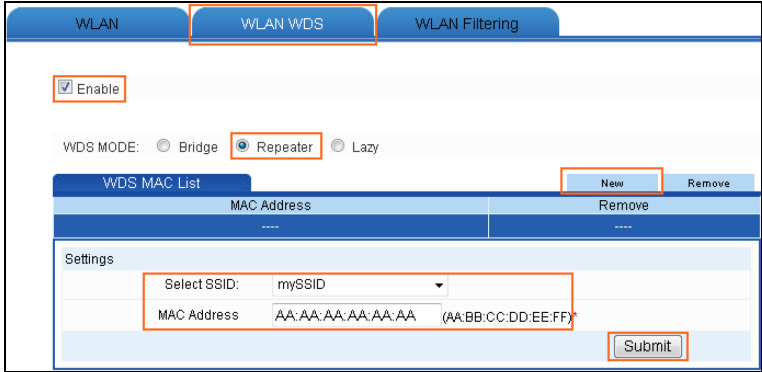 WLAN WLAN WDS WLAN Filtering
Enable
WDS MODE: Bridge Repeater Lazy
WDS MAC List New Remove
MAC Address Remove
---- ----
Settings
Select SSID: mySSID
MAC Address AA:AA:AA:AA:AA:AA (AA:BB:CC:DD:EE:FF)*
Submit